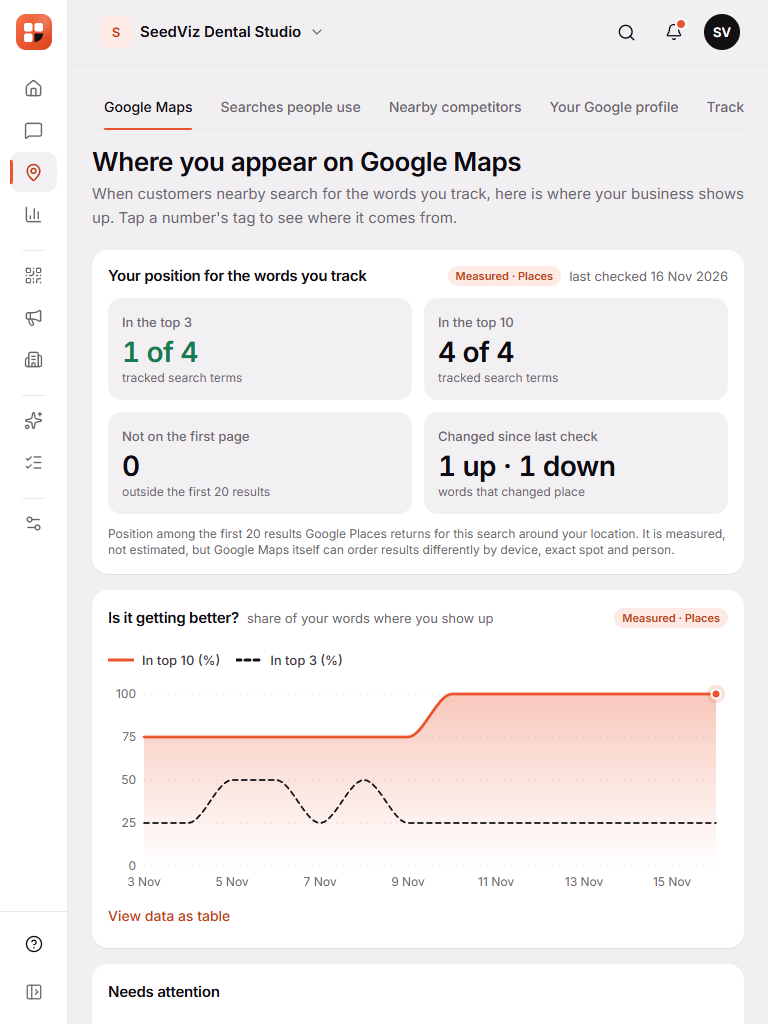 S SeedViz Dental Studio
SV
Google Maps Searches people use Nearby competitors Your Google profile Track
Where you appear on Google Maps
When customers nearby search for the words you track, here is where your business shows
up. Tap a number's tag to see where it comes from.
Your position for the words you track Measured · Places last checked 16 Nov 2026
In the top 3
1 of 4
tracked search terms
In the top 10
4 of 4
tracked search terms
Not on the first page
0
outside the first 20 results
Changed since last check
1 up · 1 down
words that changed place
Position among the first 20 results Google Places returns for this search around your location. It is measured,
not estimated, but Google Maps itself can order results differently by device, exact spot and person.
Is it getting better? share of your words where you show up Measured · Places
In top 10 (%) In top 3 (%)
100
75
50
25
0
3 Nov 5 Nov 7 Nov 9 Nov 11 Nov 13 Nov 15 Nov
View data as table
Needs attention